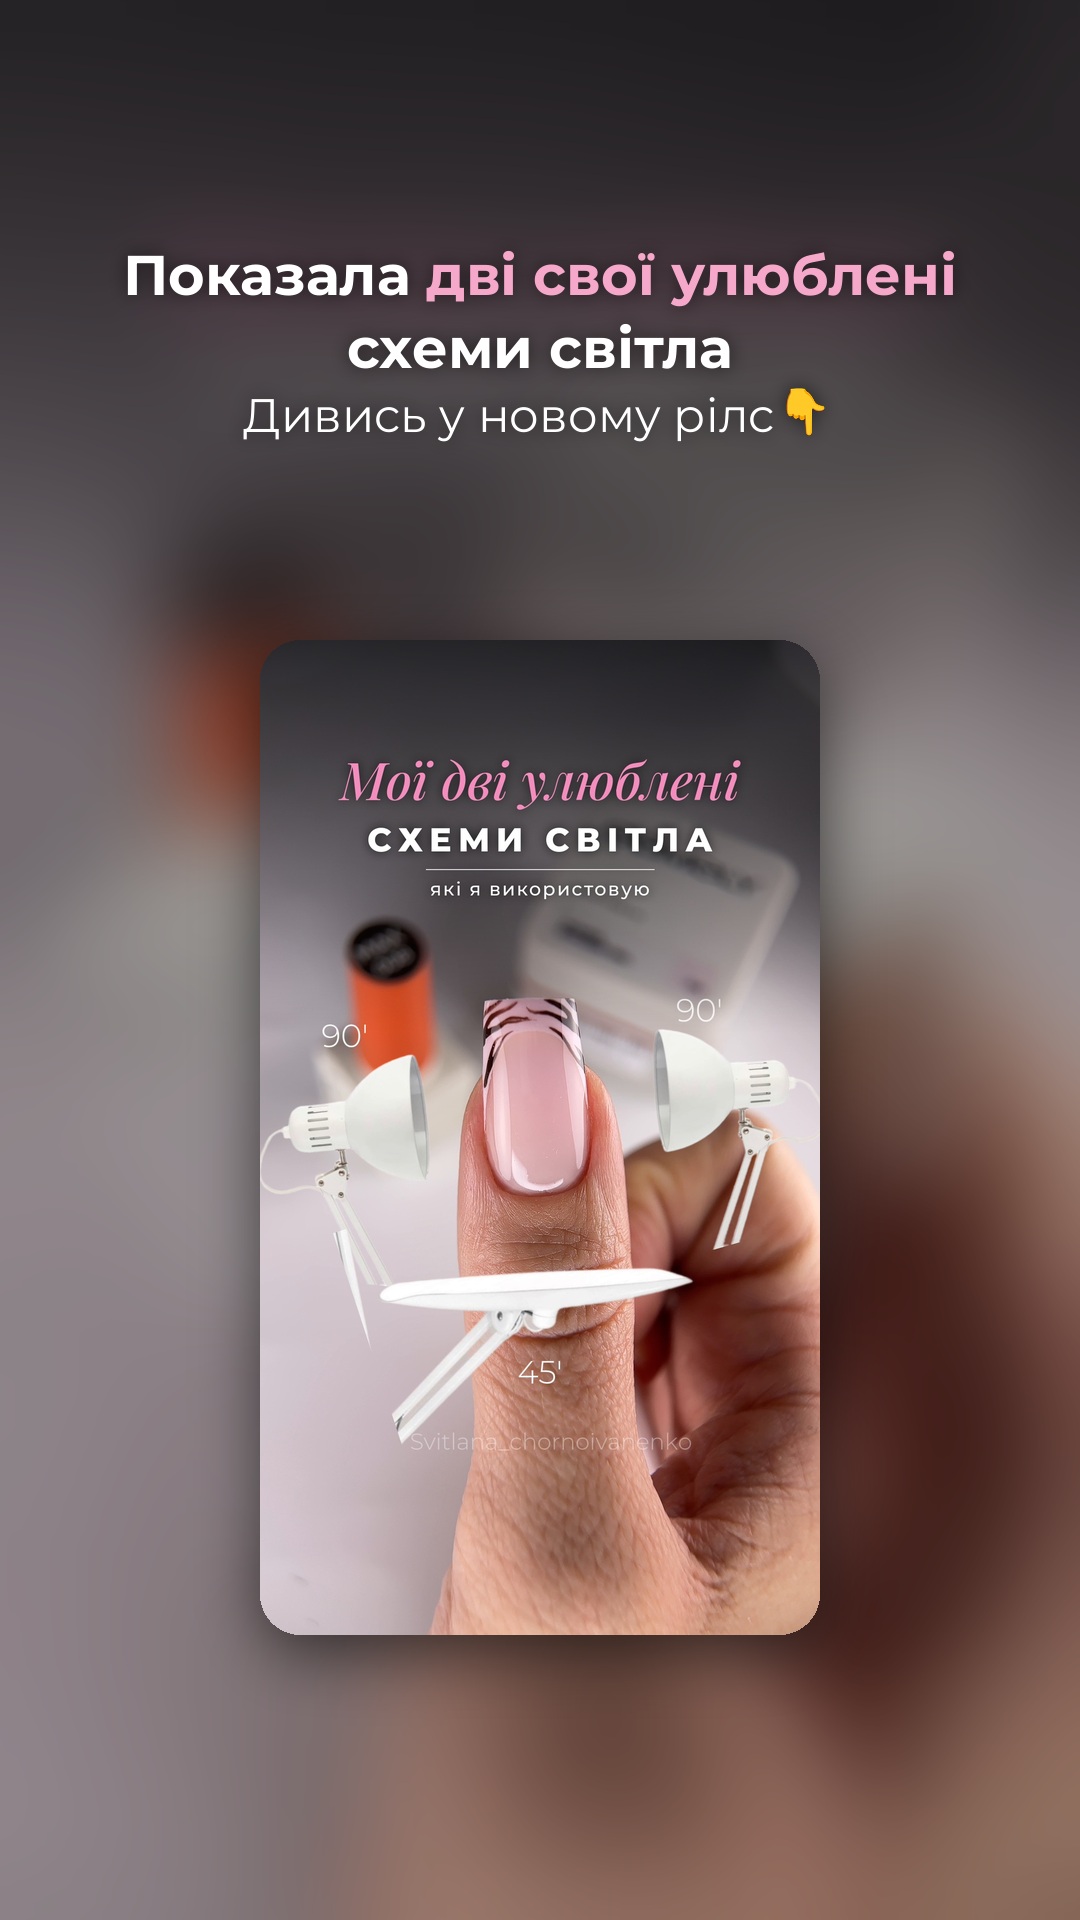 Показала дві свої улюблені
схеми світла
Дивись у новому рілс👇
Мої дві улюблені
СХЕМИ СВІТЛА
які я використовую
90'
90'
45'
Svitlana_chornoivanenko